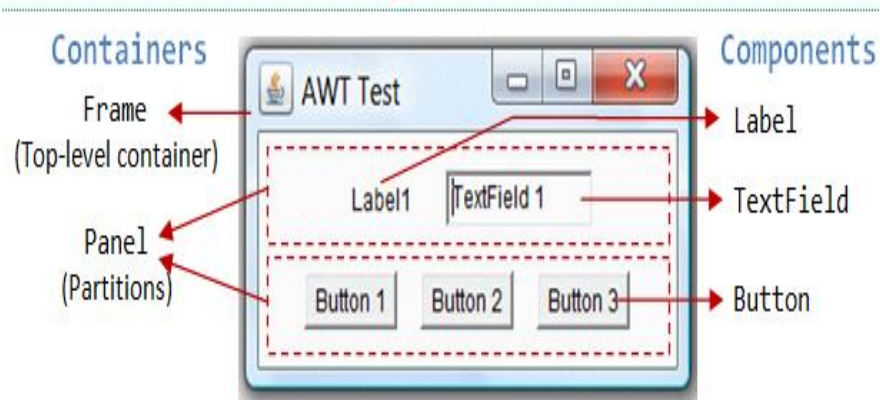 Containers
Components
AWT Test
Frame
(Top-level container)
Label
Label1
TextField 1
TextField
Panel
(Partitions)
Button 1
Button 2
Button 3
Button